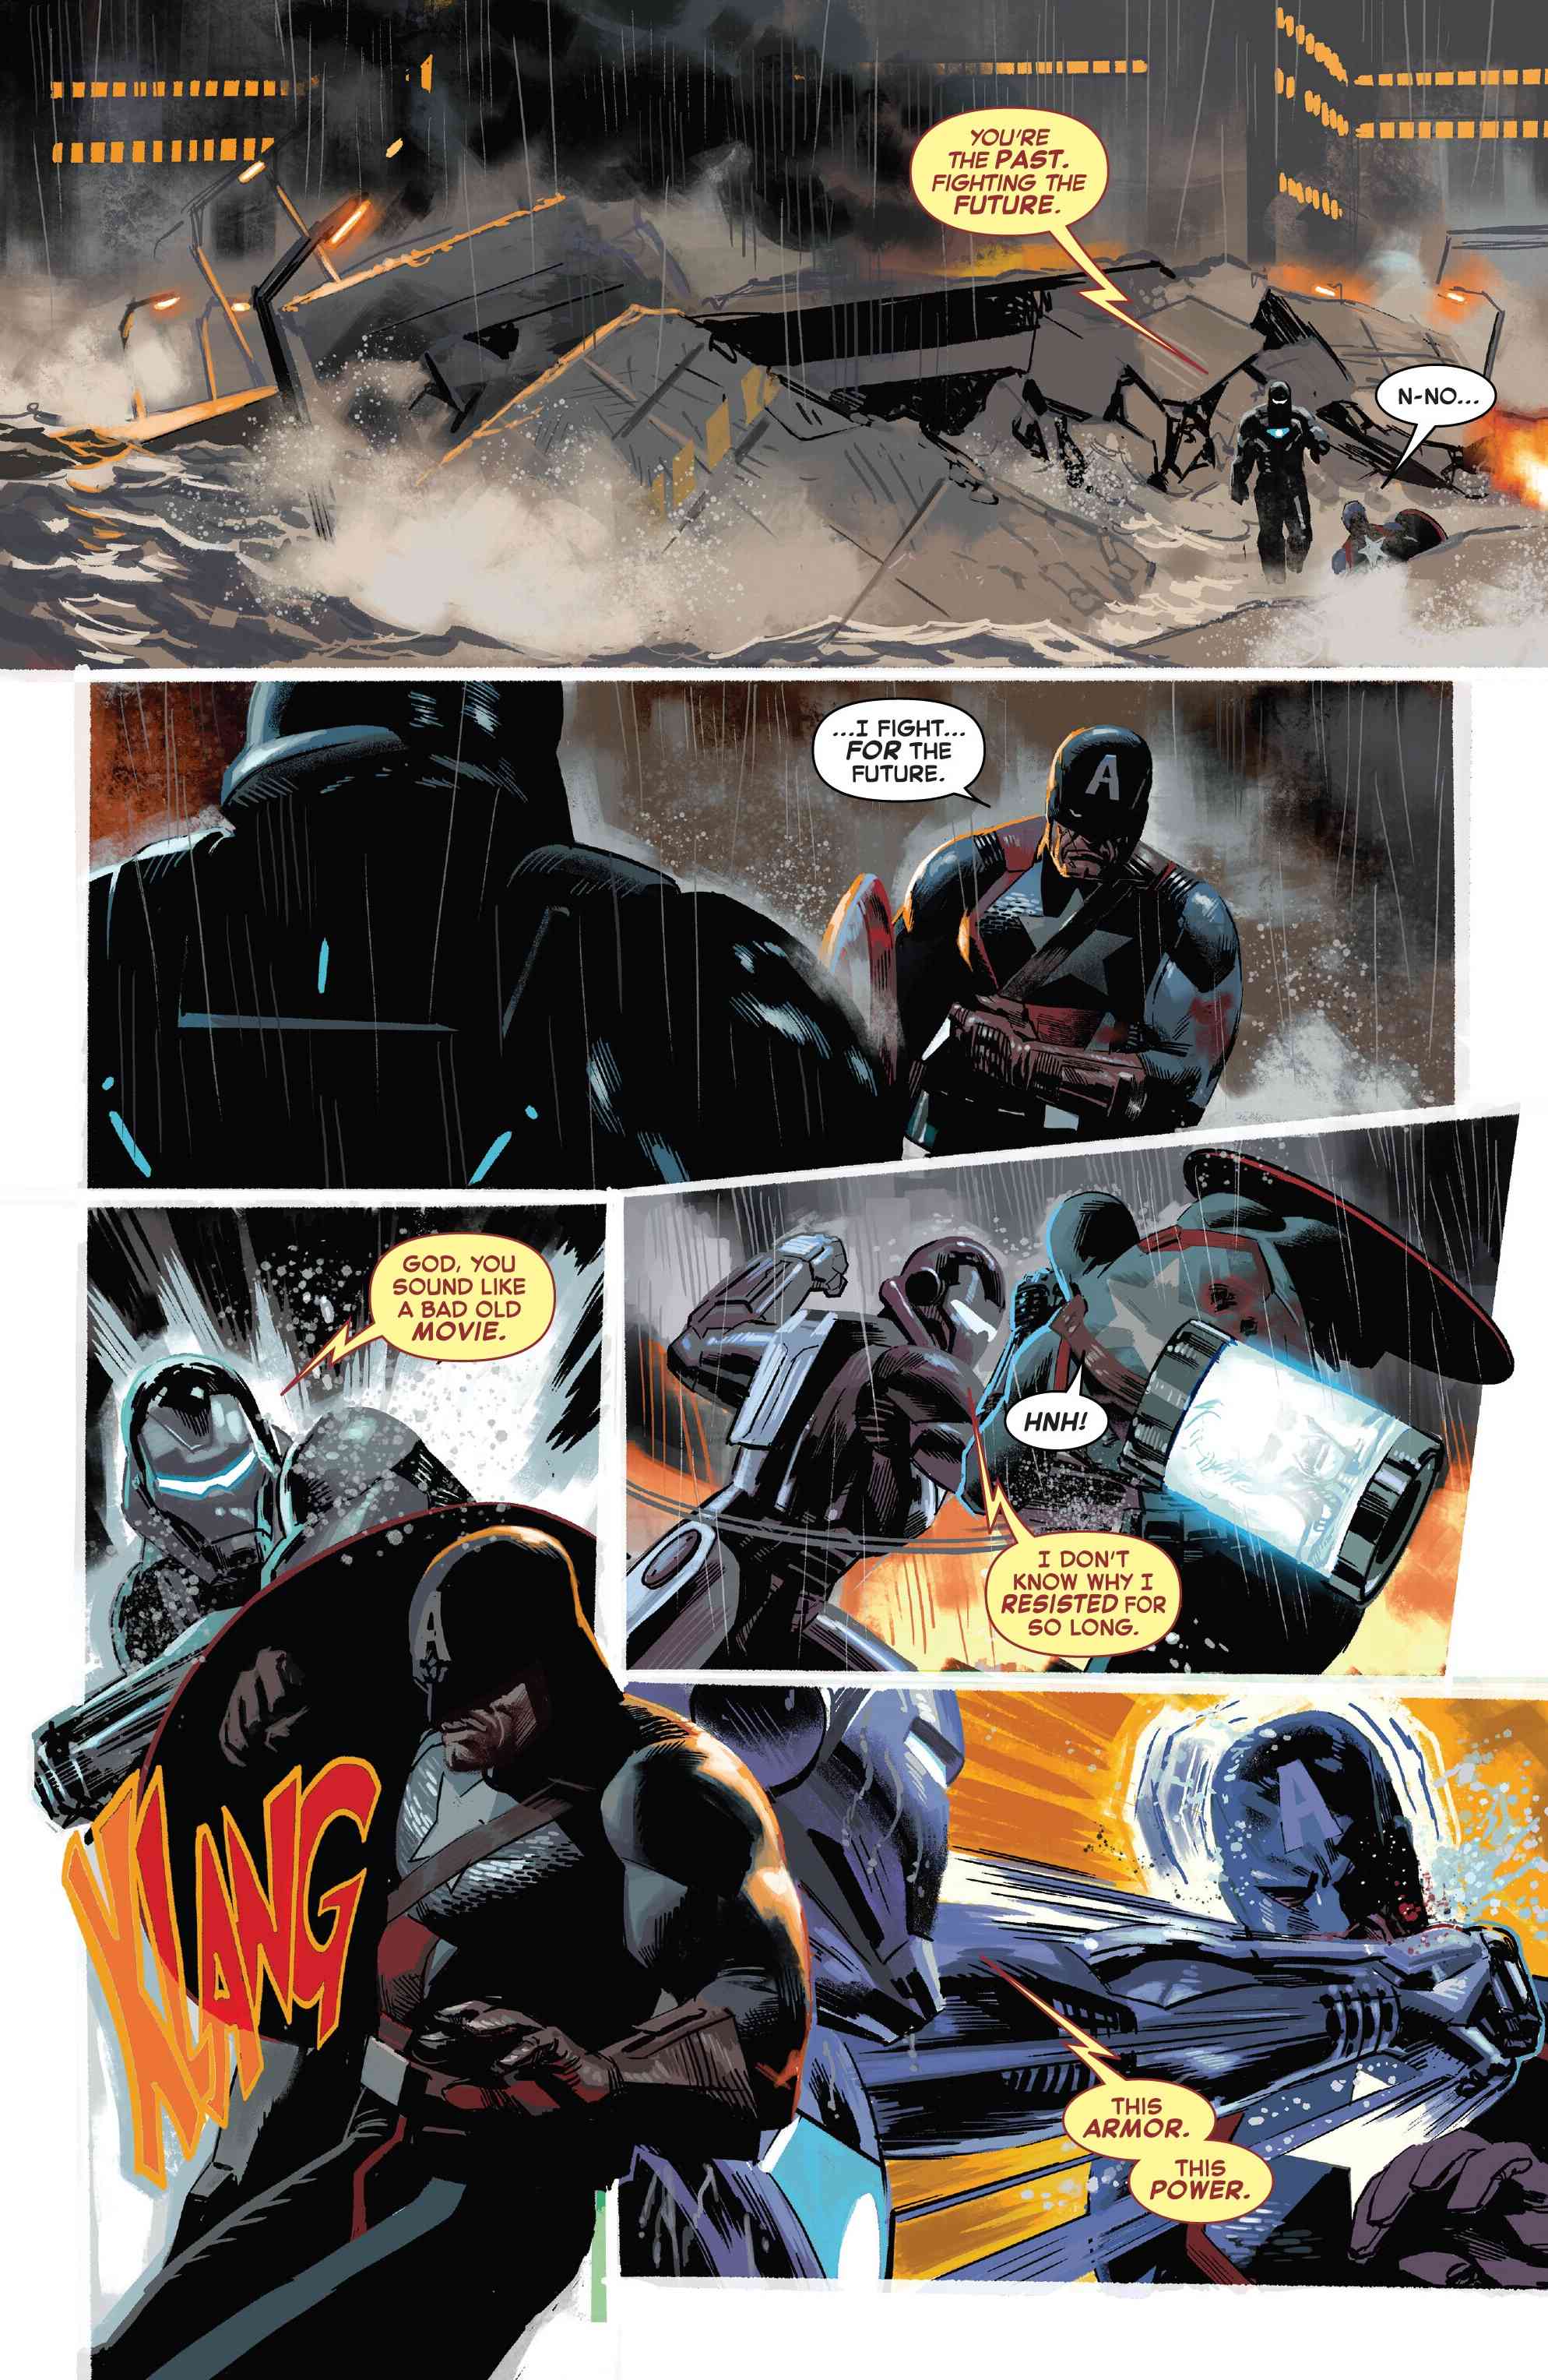 YOU'RE
THE PAST.
FIGHTING THE
FUTURE.
N-NO...
...I FIGHT...
FOR THE
FUTURE.
A
GOD, YOU
SOUND LIKE
A BAD OLD
MOVIE.
A
KLANG
HNH!
I DON'T
KNOW WHY I
RESISTED FOR
SO LONG.
A
THIS
ARMOR.
THIS
POWER.